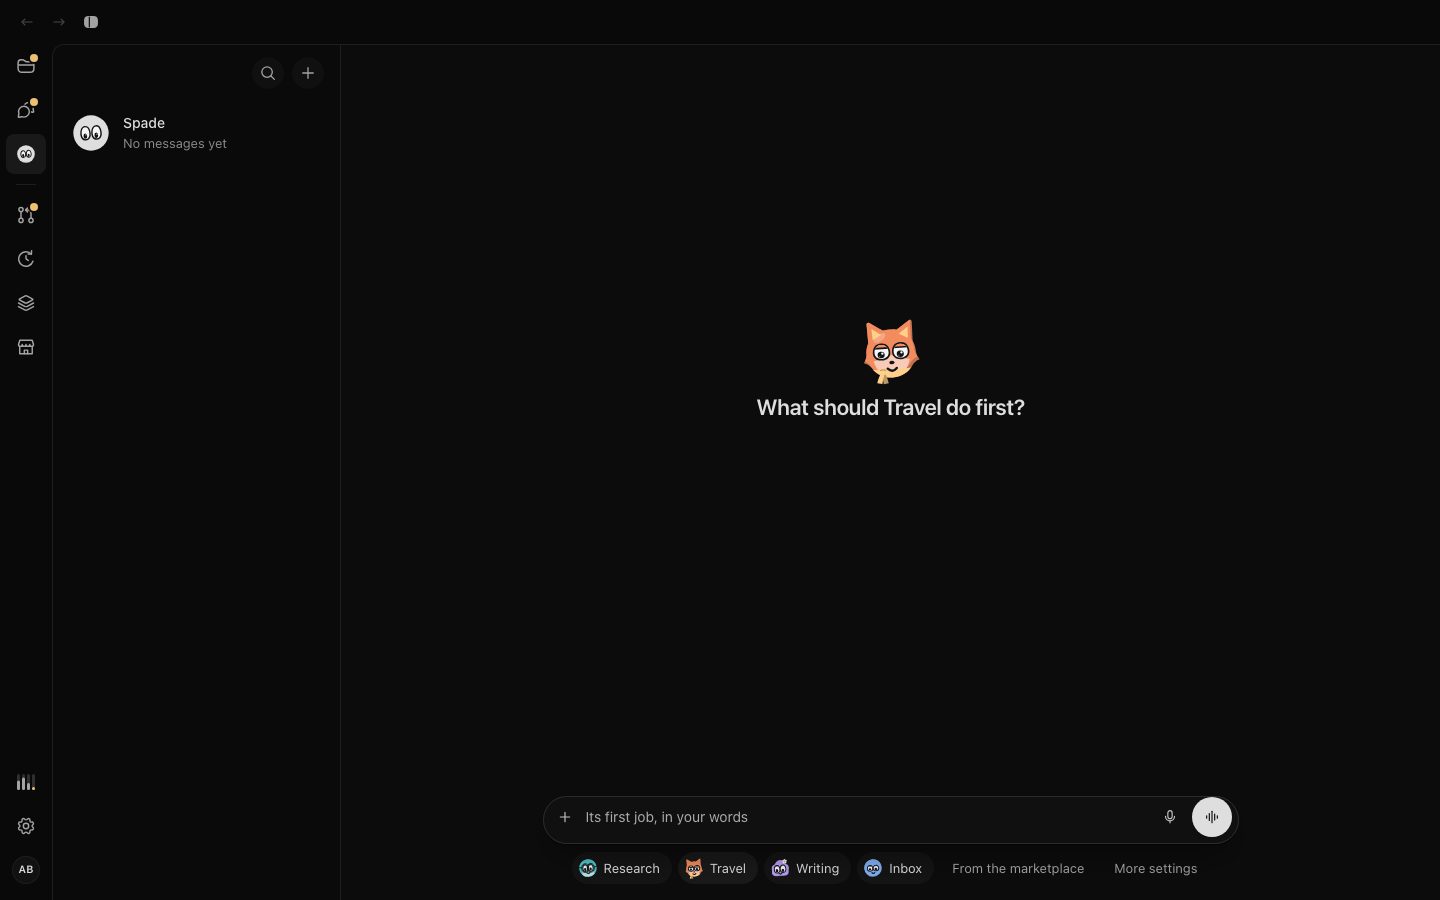 Spade
No messages yet
What should Travel do first?
Its first job, in your words
Research
Travel
Writing
Inbox
From the marketplace
More settings
AB